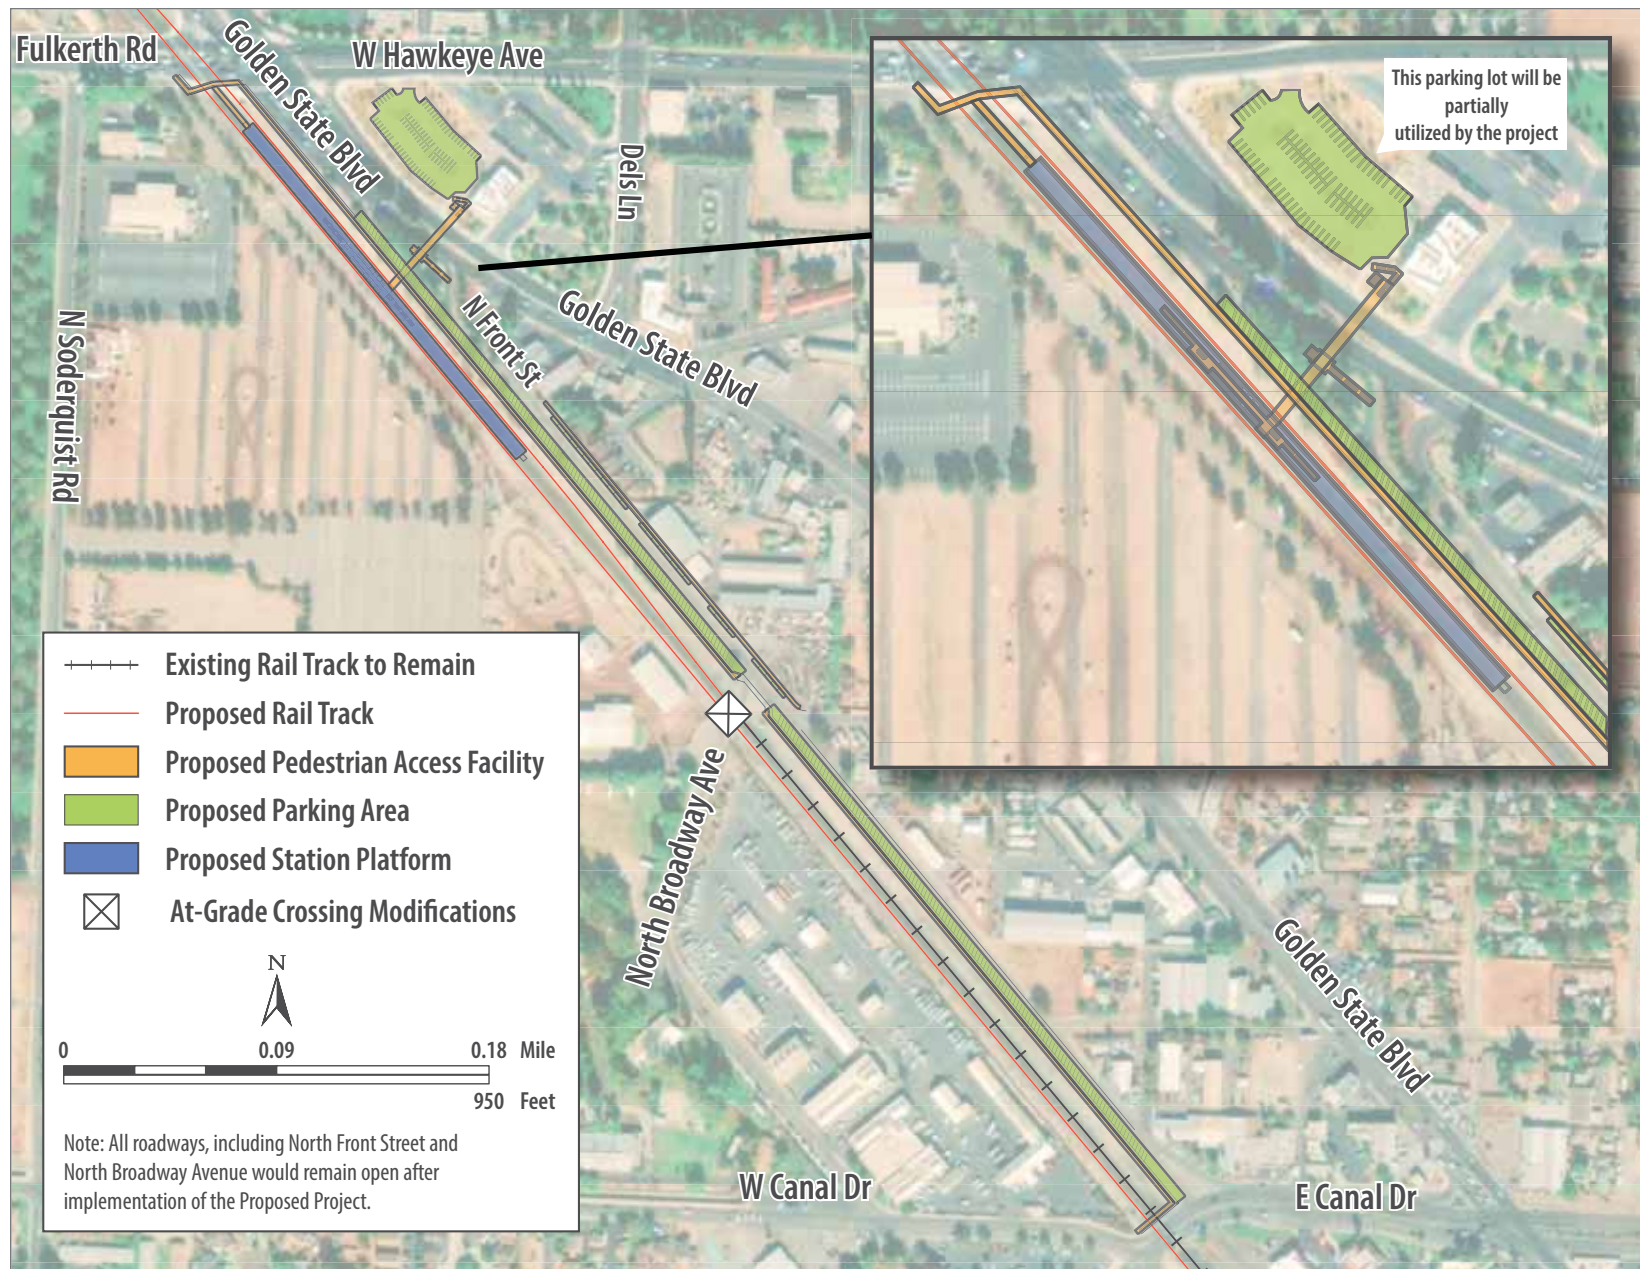 Fulkerth Rd
Golden State Blvd
W Hawkeye Ave
Dels Ln
N Soderquist Rd
N Front St
Golden State Blvd
This parking lot will be
partially
utilized by the project
Existing Rail Track to Remain
Proposed Rail Track
Proposed Pedestrian Access Facility
Proposed Parking Area
Proposed Station Platform
At-Grade Crossing Modifications
N
0 0.09 0.18 Mile
950 Feet
Note: All roadways, including North Front Street and
North Broadway Avenue would remain open after
implementation of the Proposed Project.
North Broadway Ave
Golden State Blvd
W Canal Dr
E Canal Dr